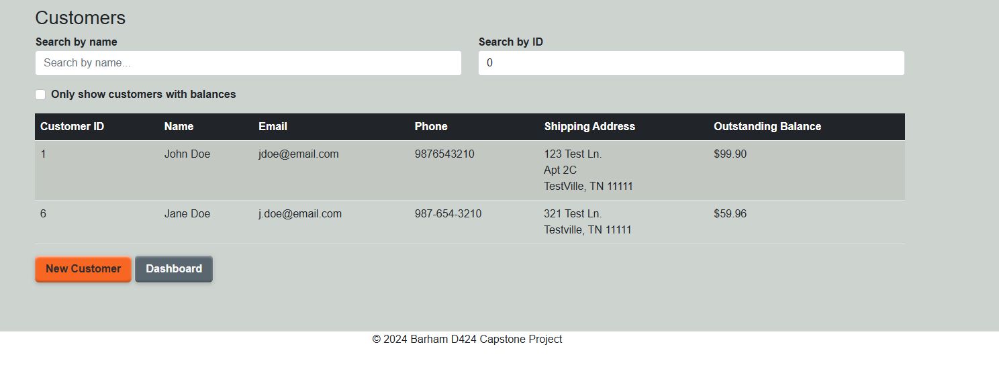 Customers
Search by name Search by ID
Search by name... 0
Only show customers with balances
Customer ID Name Email Phone Shipping Address Outstanding Balance
1 John Doe jdoe@email.com 9876543210 123 Test Ln. $99.90
Apt 2C
TestVille, TN 11111
6 Jane Doe j.doe@email.com 987-654-3210 321 Test Ln. $59.96
Testville, TN 11111
New Customer Dashboard
© 2024 Barham D424 Capstone Project